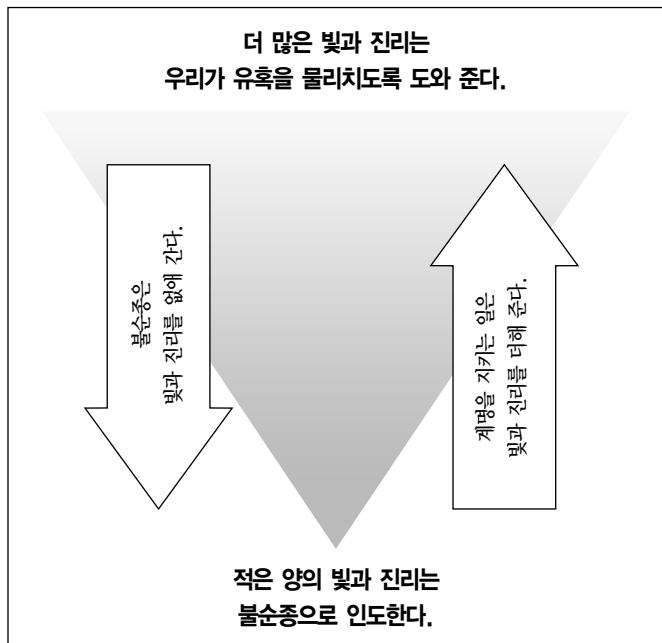 더 많은 빛과 진리는
우리가 유혹을 물리치도록 도와 준다.
불순종은
빛과 진리를 없애 간다.
계명을 지키는 일은
빛과 진리를 더해 준다.
적은 양의 빛과 진리는
불순종으로 인도한다.